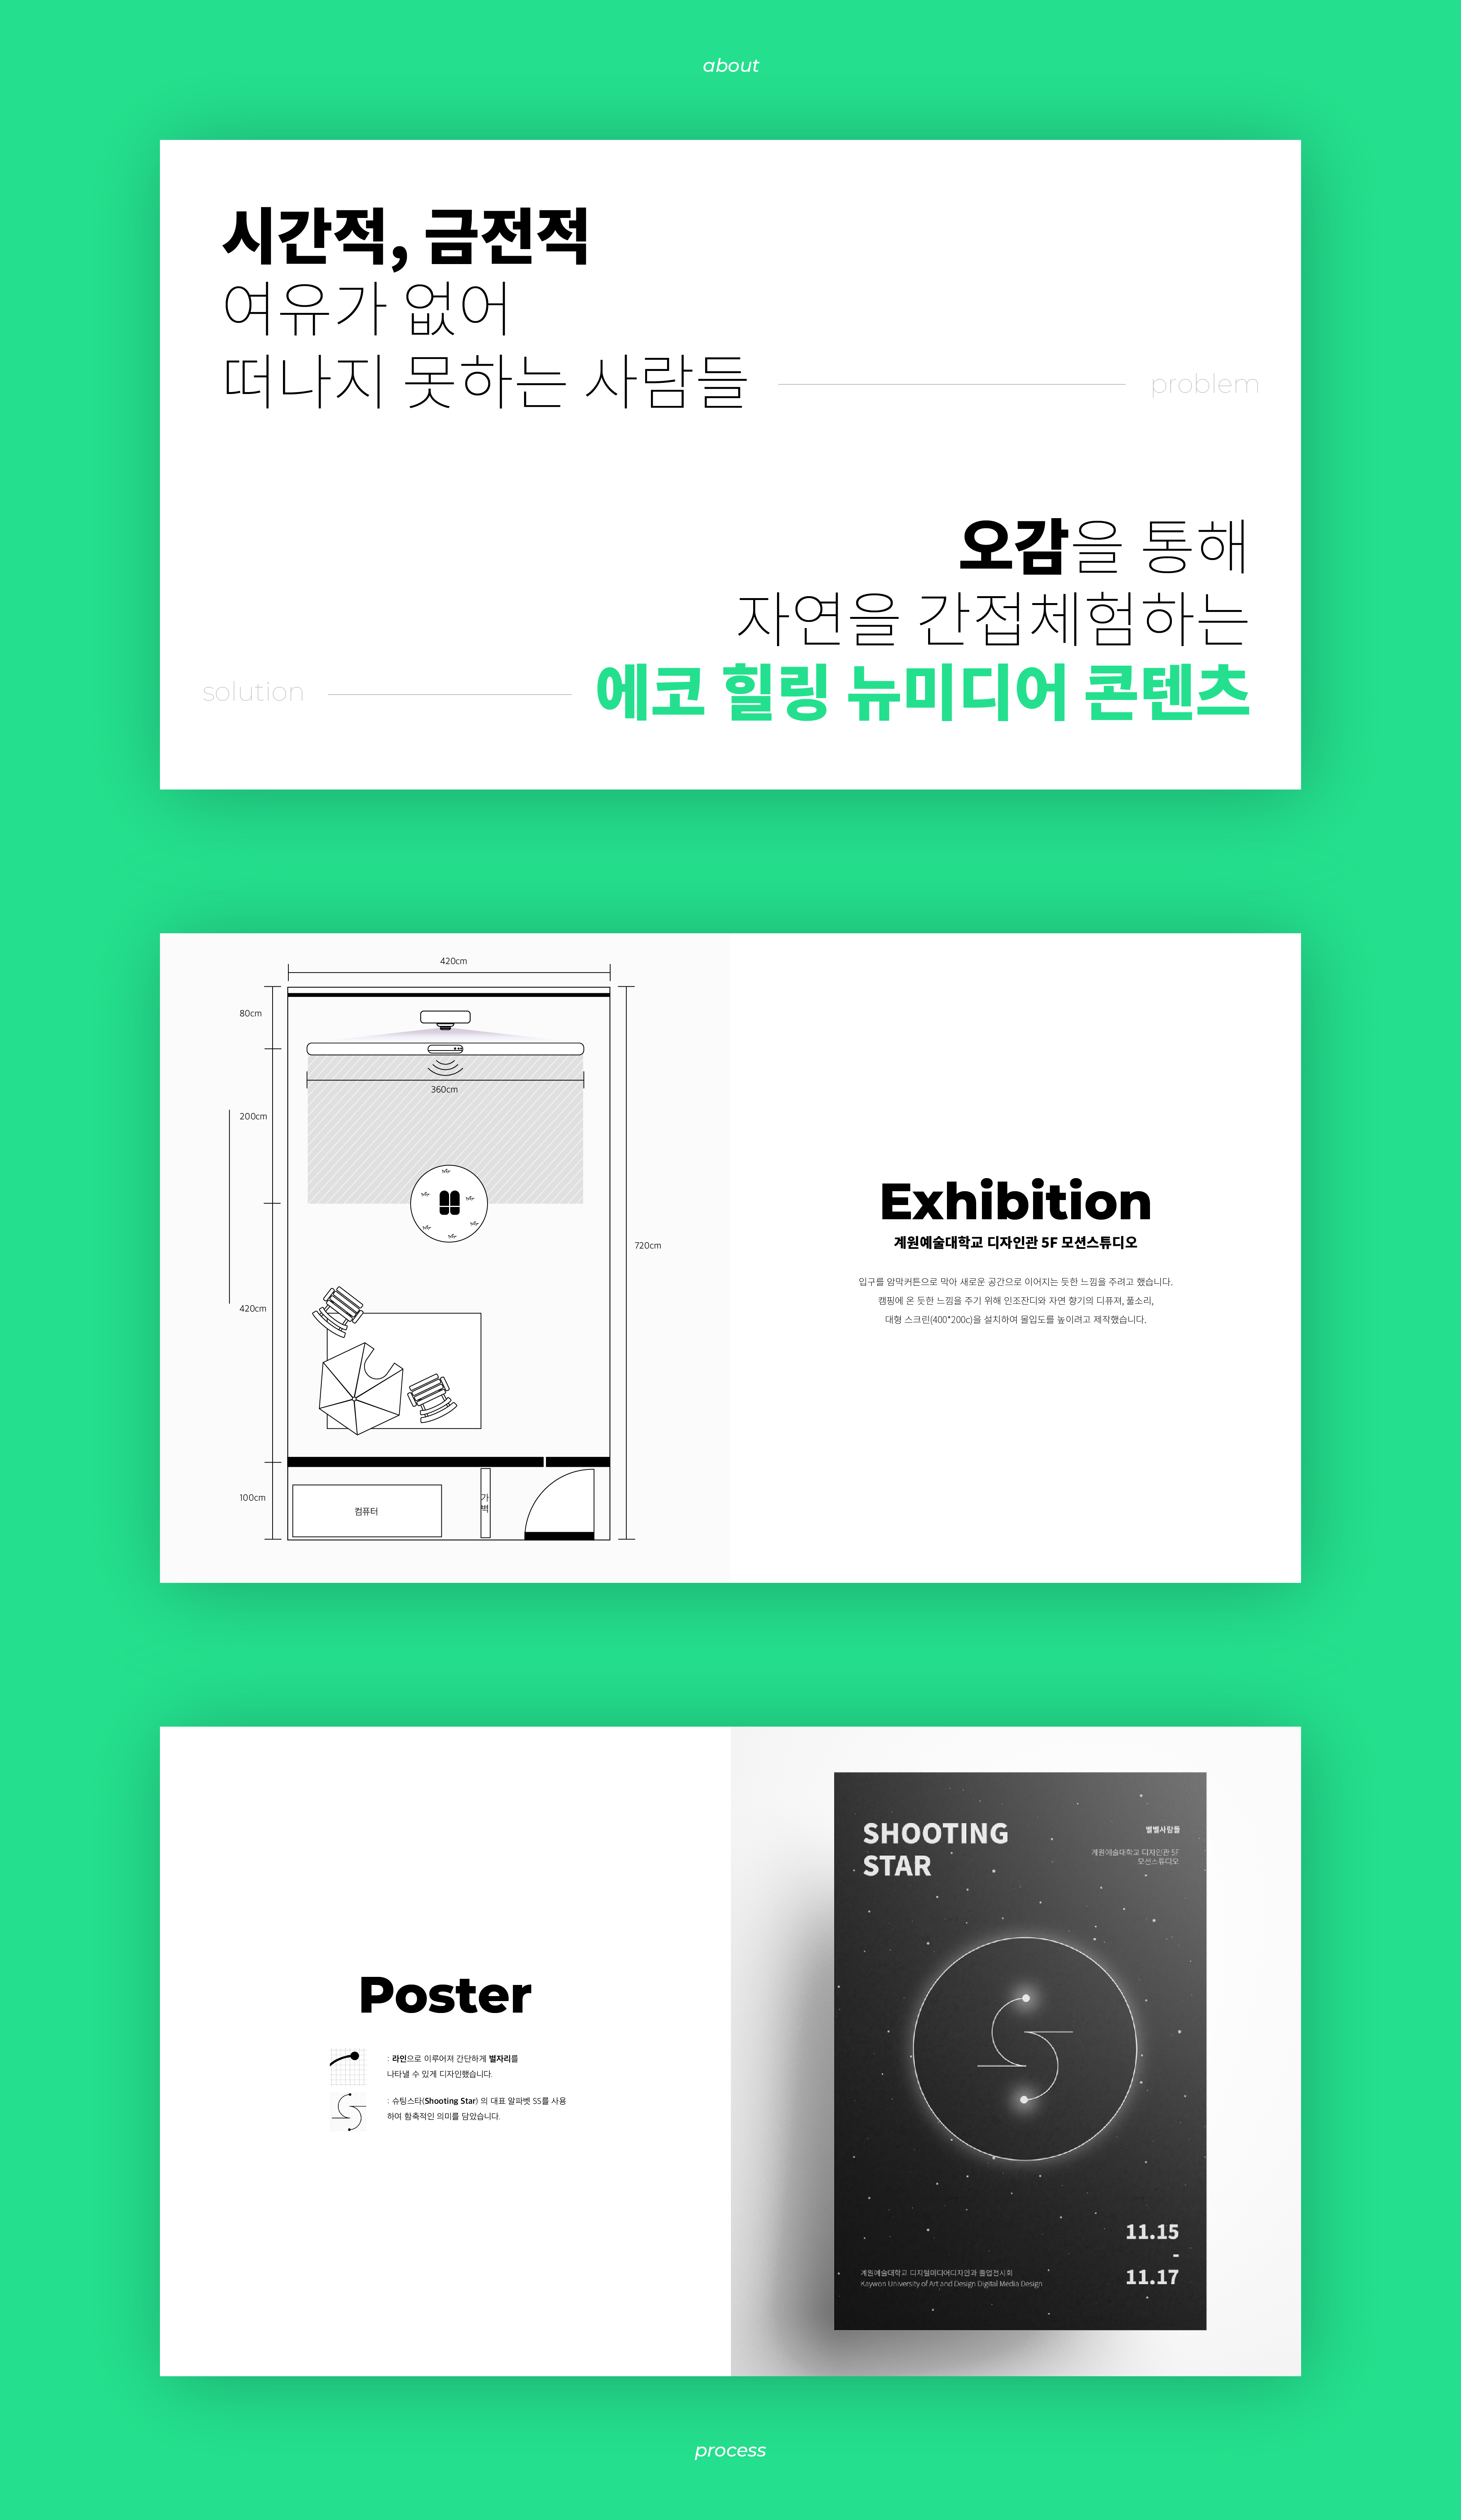 about
시간적, 금전적
여유가 없어
떠나지 못하는 사람들
problem
오감을 통해
자연을 간접체험하는
solution
에코 힐링 뉴미디어 콘텐츠
420cm
80cm
360cm
200cm
720cm
420cm
100cm
컴퓨터
가
벽
Exhibition
계원예술대학교 디자인관 5F 모션스튜디오
입구를 암막커튼으로 막아 새로운 공간으로 이어지는 듯한 느낌을 주려고 했습니다.
캠핑에 온 듯한 느낌을 주기 위해 인조잔디와 자연 향기의 디퓨져, 풀소리,
대형 스크린(400*200c)을 설치하여 몰입도를 높이려고 제작했습니다.
Poster
: 라인으로 이루어져 간단하게 별자리를
나타낼 수 있게 디자인했습니다.
: 슈팅스타(Shooting Star) 의 대표 알파벳 SS를 사용
하여 함축적인 의미를 담았습니다.
SHOOTING
STAR
별별사람들
계원예술대학교 디자인관 5F
모션스튜디오
11.15
-
11.17
계원예술대학교 디지털미디어디자인과 졸업전시회
Kaywon University of Art and Design Digital Media Design
process